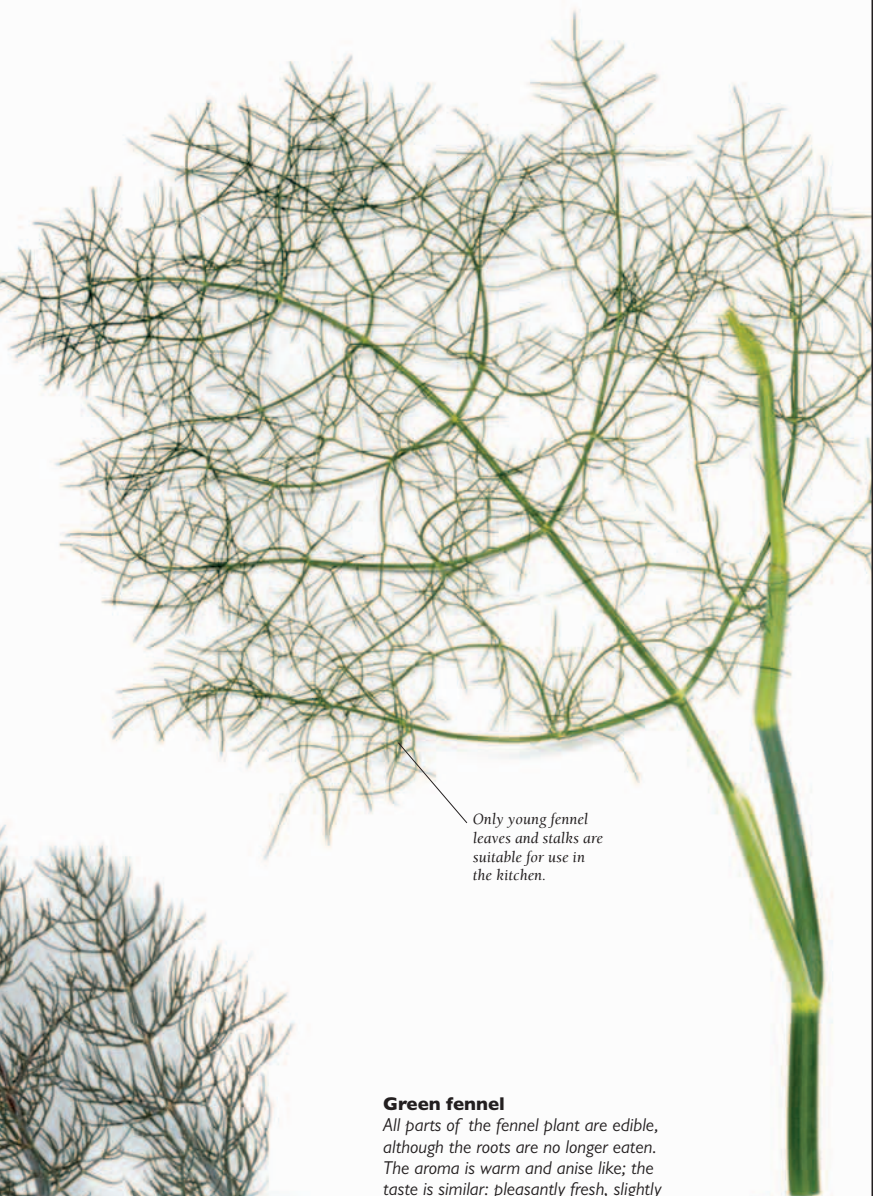 Only young fennel
leaves and stalks are
suitable for use in
the kitchen.
Green fennel
All parts of the fennel plant are edible,
although the roots are no longer eaten.
The aroma is warm and anise like; the
taste is similar: pleasantly fresh, slightly